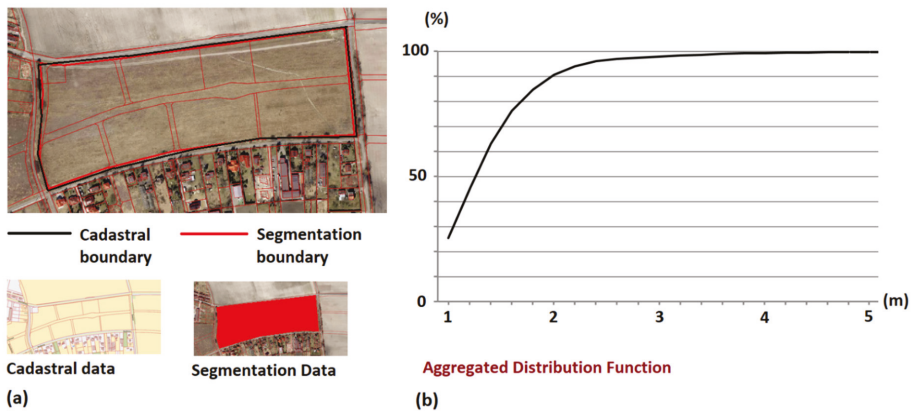 Cadastral
boundary
Segmentation
boundary
Cadastral data
Segmentation Data
(a)
(%)
100
50
0
1
2
3
4
5
(m)
Aggregated Distribution Function
(b)